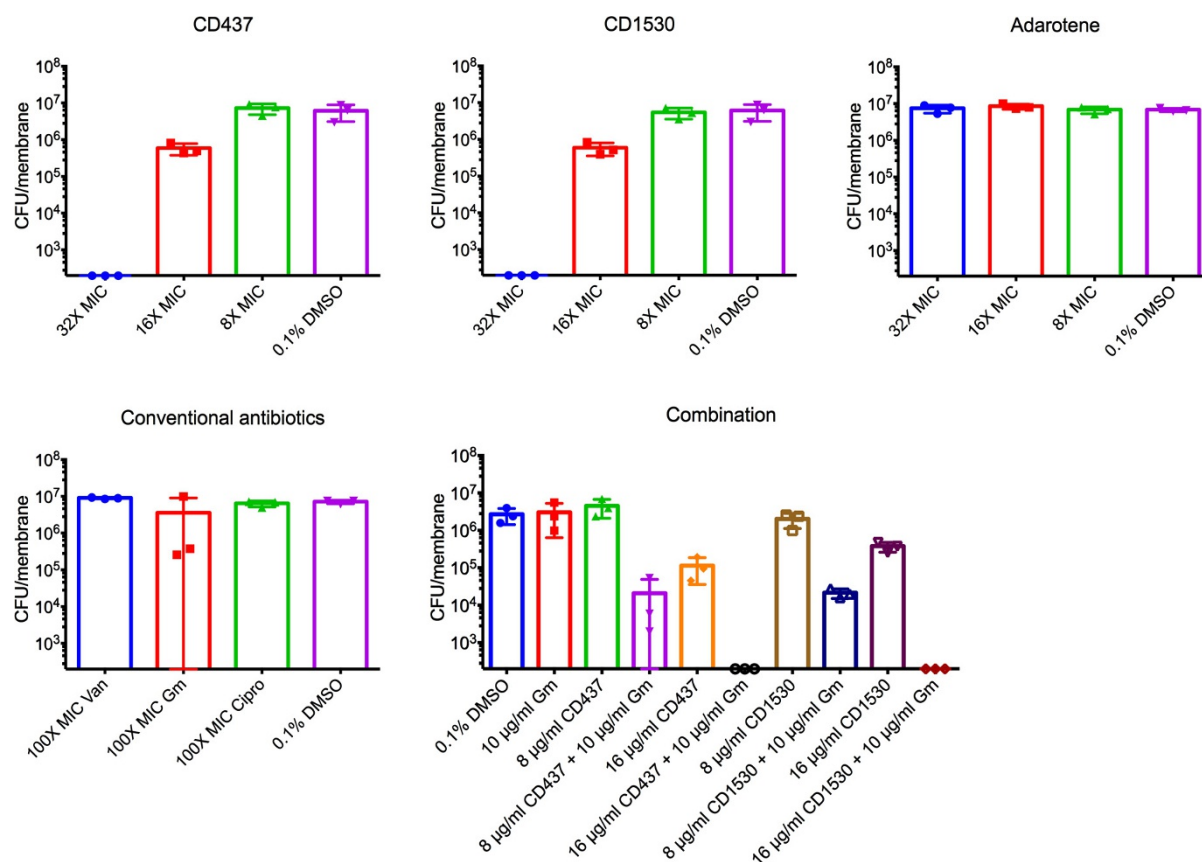 CD437
CFU/membrane
10⁸
10⁷
10⁶
10⁵
10⁴
10³
32X MIC
16X MIC
8X MIC
0.1% DMSO
CD1530
CFU/membrane
10⁸
10⁷
10⁶
10⁵
10⁴
10³
32X MIC
16X MIC
8X MIC
0.1% DMSO
Adarotene
CFU/membrane
10⁸
10⁷
10⁶
10⁵
10⁴
10³
32X MIC
16X MIC
8X MIC
0.1% DMSO
Conventional antibiotics
CFU/membrane
10⁸
10⁷
10⁶
10⁵
10⁴
10³
100X MIC Van
100X MIC Gm
100X MIC Cipro
0.1% DMSO
Combination
CFU/membrane
10⁸
10⁷
10⁶
10⁵
10⁴
10³
0.1% DMSO
10 µg/ml Gm
8 µg/ml CD437
8 µg/ml CD437 + 10 µg/ml Gm
16 µg/ml CD437
16 µg/ml CD437 + 10 µg/ml Gm
8 µg/ml CD1530
8 µg/ml CD1530 + 10 µg/ml Gm
16 µg/ml CD1530
16 µg/ml CD1530 + 10 µg/ml Gm